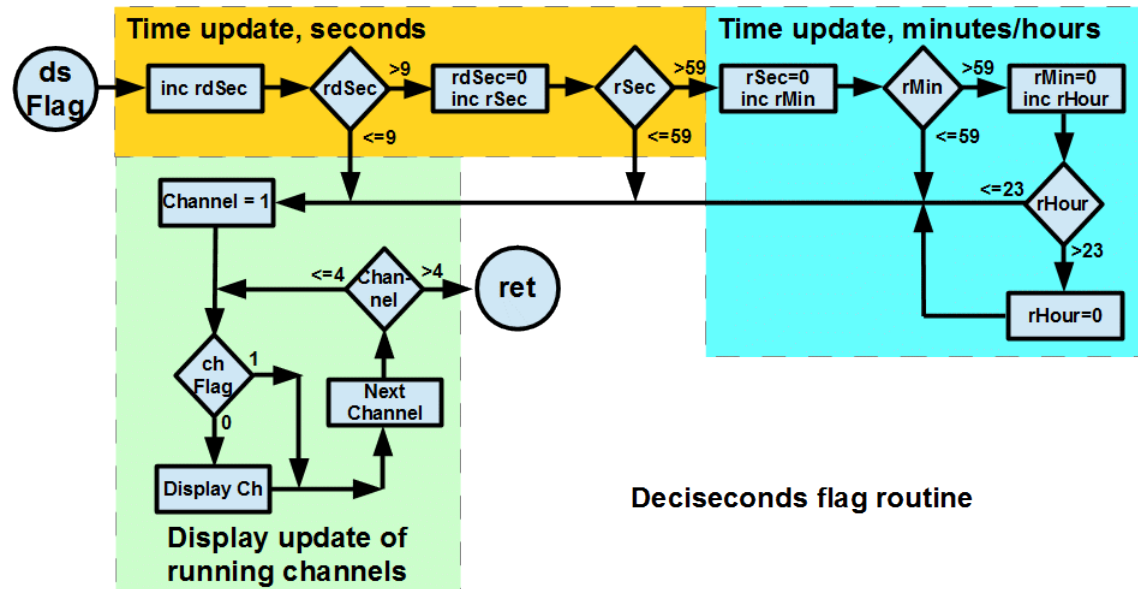 Time update, seconds
Time update, minutes/hours
ds
Flag
inc rdSec
rdSec
>9
<=9
rdSec=0
inc rSec
rSec
>59
<=59
rSec=0
inc rMin
rMin
>59
<=59
rMin=0
inc rHour
rHour
<=23
>23
rHour=0
Channel = 1
Chan-
nel
<=4
>4
ret
ch
Flag
1
0
Next
Channel
Display Ch
Display update of
running channels
Deciseconds flag routine